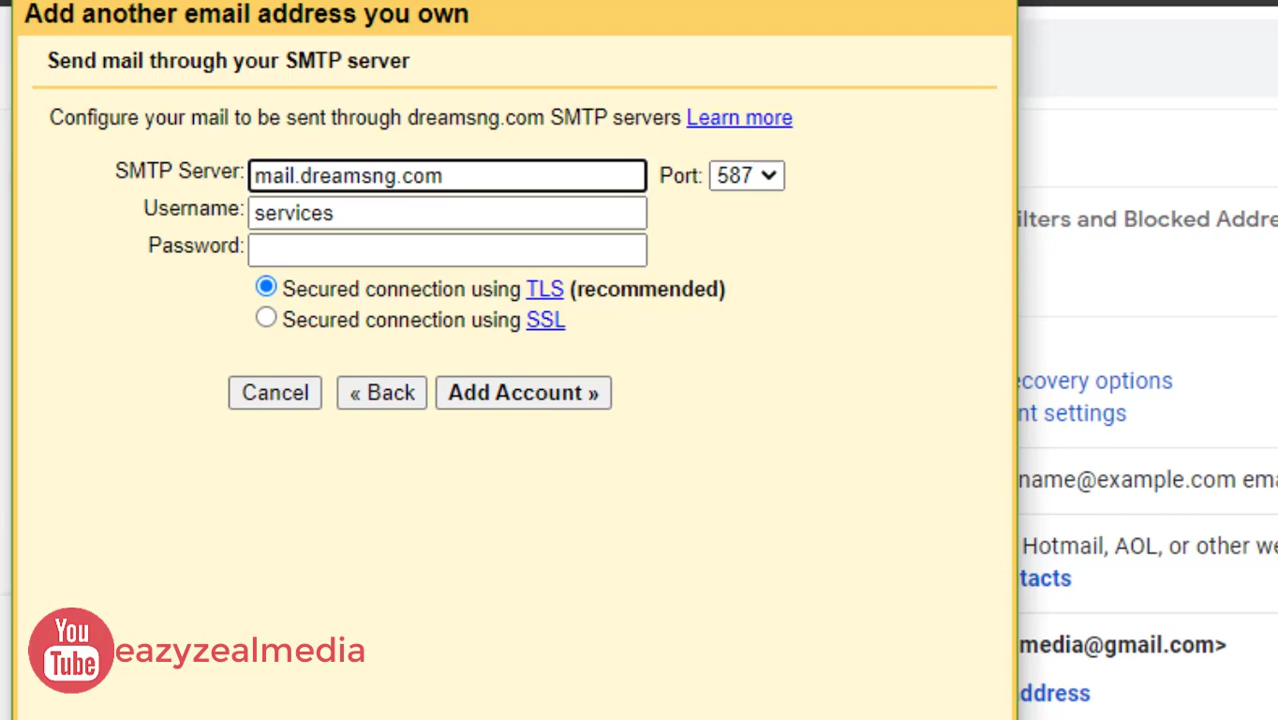 Add another email address you own
Send mail through your SMTP server
Configure your mail to be sent through dreamsng.com SMTP servers Learn more
SMTP Server: mail.dreamsng.com Port: 587
Username: services
Password:
Secured connection using TLS (recommended)
Secured connection using SSL
Cancel « Back Add Account »
ilters and Blocked Addre
ecovery options
nt settings
name@example.com ema
Hotmail, AOL, or other we
tacts
media@gmail.com>
ddress
You Tube eazyzealmedia